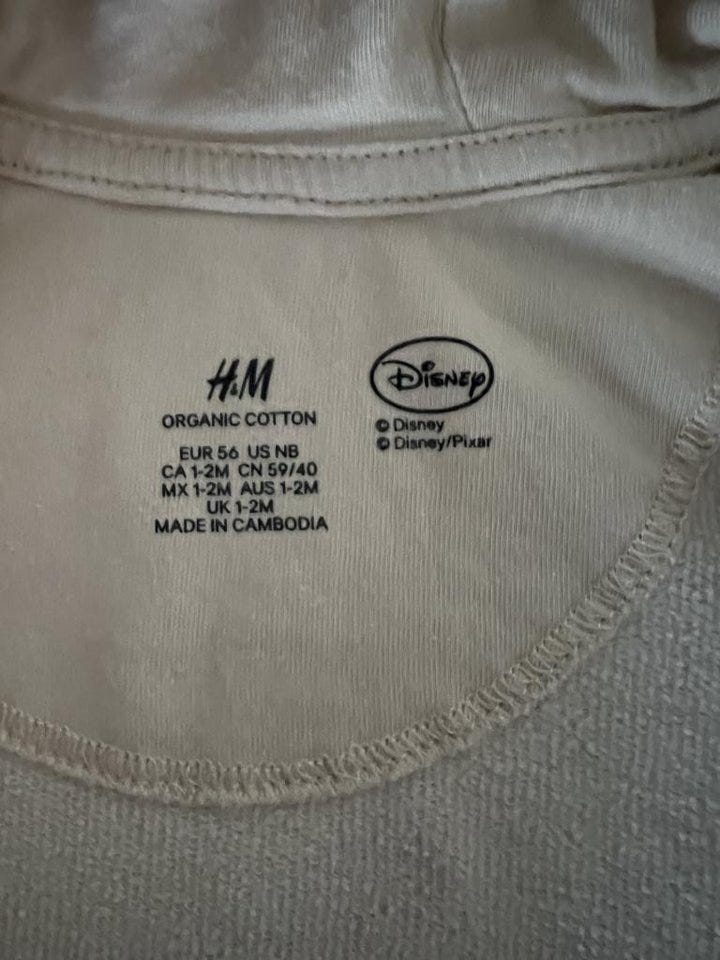 H&M
ORGANIC COTTON
EUR 56 US NB
CA 1-2M CN 59/40
MX 1-2M AUS 1-2M
UK 1-2M
MADE IN CAMBODIA
DISNEY
© Disney
© Disney/Pixar